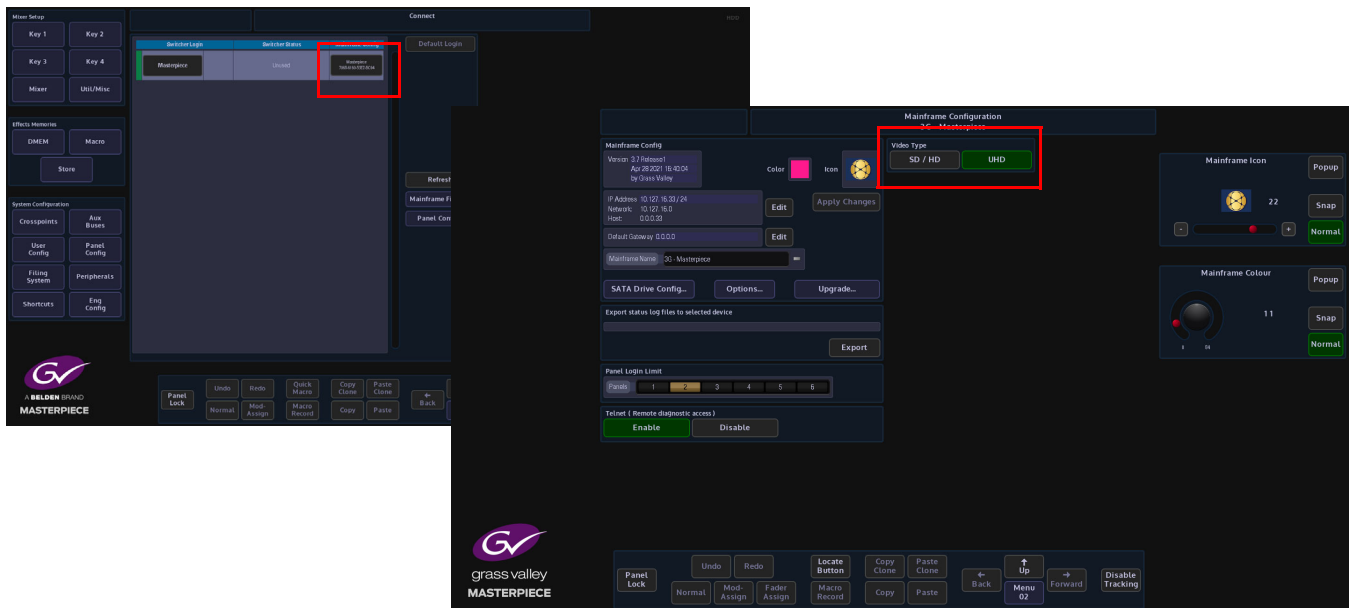 Mixer Setup
Key 1
Key 2
Key 3
Key 4
Mixer
Util/Misc
Effects Memories
DMEM
Macro
Store
System Configuration
Crosspoints
Aux
Buses
User
Config
Panel
Config
Filing
System
Peripherals
Shortcuts
Eng
Config
GV
A BELDEN BRAND
MASTERPIECE
Connect
Switcher Login
Switcher Status
Masterpiece
Unused
Masterpiece
Default Login
Refresh
Mainframe Fi
Panel Con
Panel
Lock
Undo
Redo
Normal
Mod-
Assign
Quick
Macro
Macro
Record
Copy
Clone
Paste
Clone
Copy
Paste
←
Back
Mainframe Configuration
3G - Masterpiece
Mainframe Config
Version 3.7 Release1
Apr 28 2021 16:40:04
by Grass Valley
Color
Icon
IP Address 10.127.16.33 / 24
Network: 10.127.16.0
Host: 0.0.0.33
Edit
Apply Changes
Default Gateway 0.0.0.0
Edit
Mainframe Name
3G - Masterpiece
SATA Drive Config...
Options...
Upgrade...
Export status log files to selected device
Export
Panel Login Limit
Panels
1
2
3
4
5
6
Telnet ( Remote diagnostic access )
Enable
Disable
Video Type
SD / HD
UHD
Mainframe Icon
Popup
22
Snap
-
+
Normal
Mainframe Colour
Popup
11
Snap
Normal
GV
grass valley
MASTERPIECE
Panel
Lock
Undo
Redo
Normal
Mod-
Assign
Fader
Assign
Locate
Button
Macro
Record
Copy
Clone
Paste
Clone
Copy
Paste
←
Back
↑
Up
Menu
02
→
Forward
Disable
Tracking